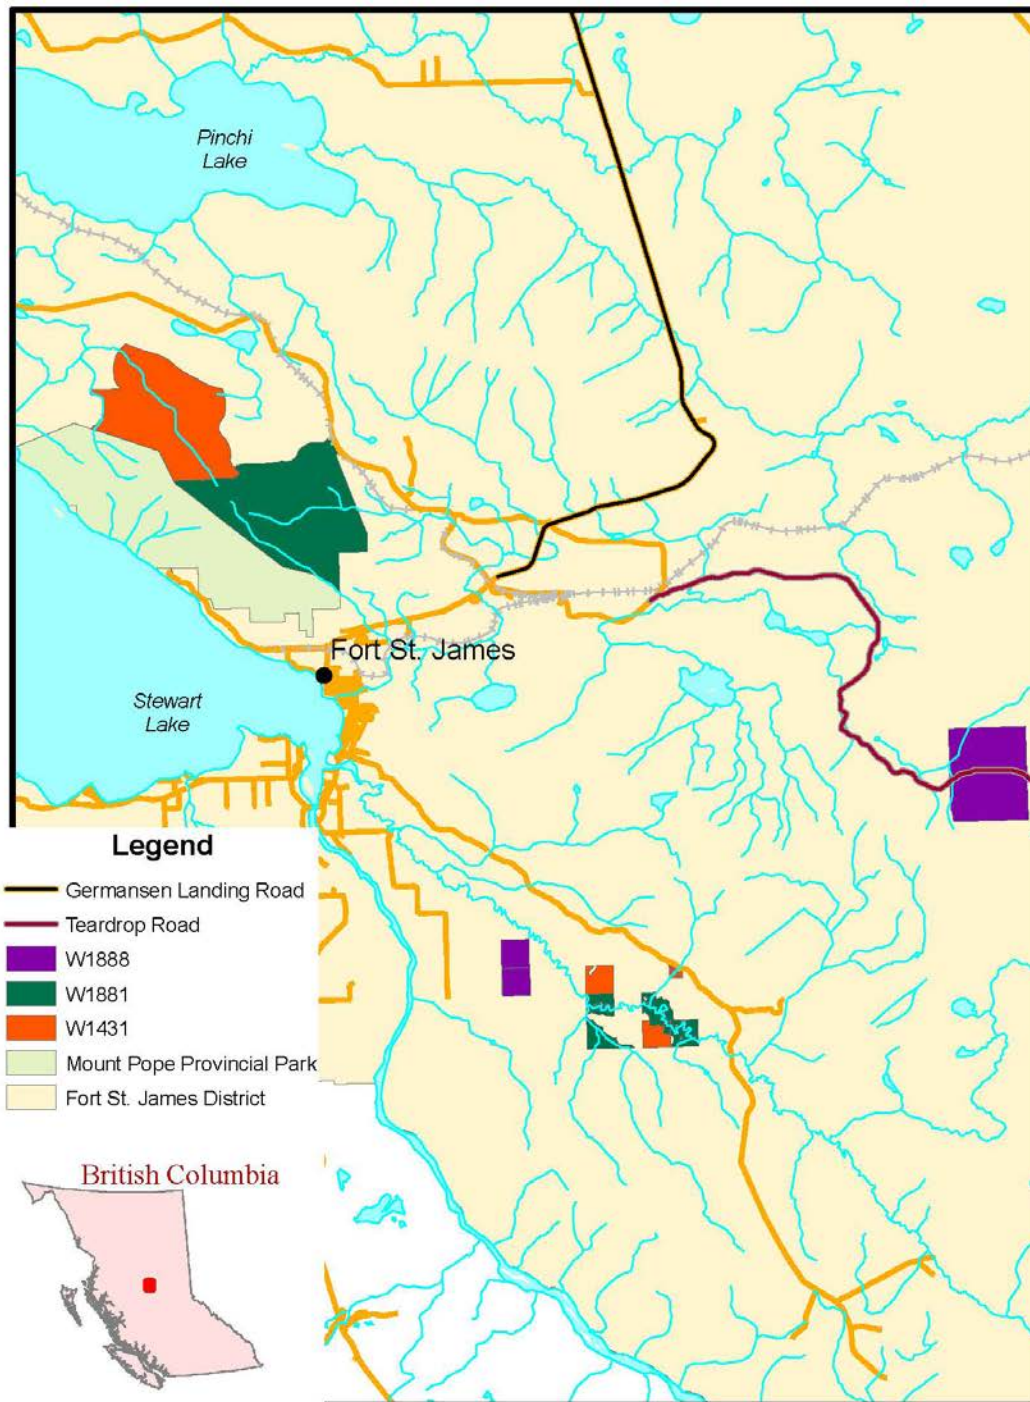 Pinchi
Lake
Fort St. James
Stewart
Lake
Legend
Germansen Landing Road
Teardrop Road
W1888
W1881
W1431
Mount Pope Provincial Park
Fort St. James District
British Columbia